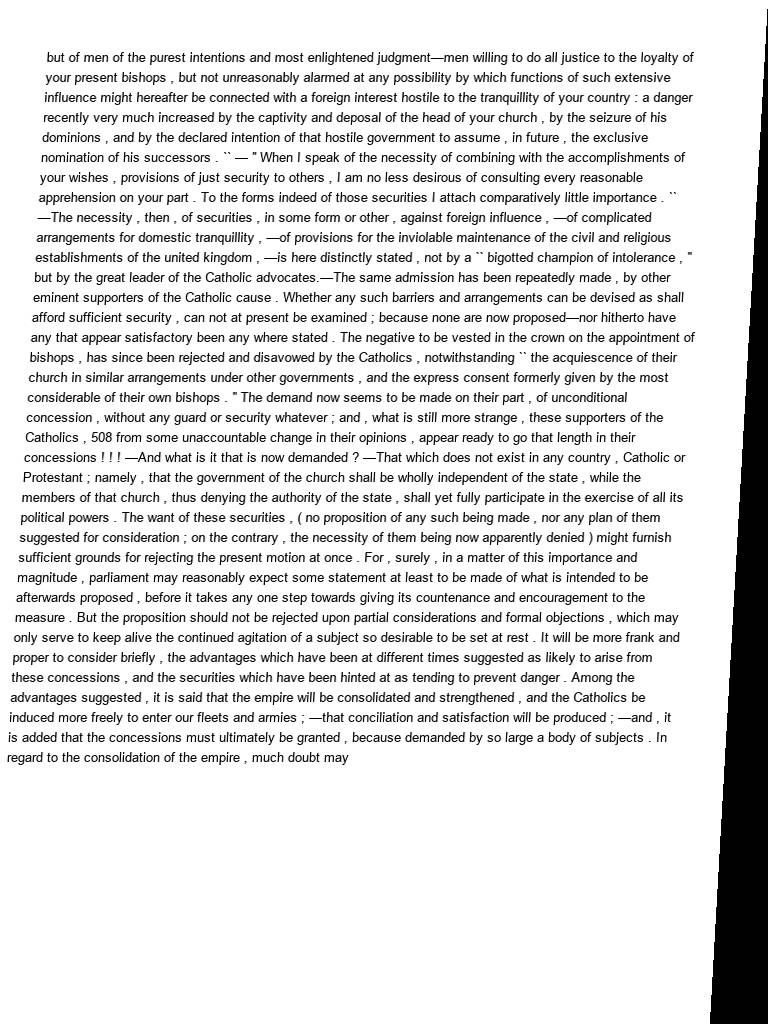 but of men of the purest intentions and most enlightened judgment—men willing to do all justice to the loyalty of
your present bishops , but not unreasonably alarmed at any possibility by which functions of such extensive
influence might hereafter be connected with a foreign interest hostile to the tranquillity of your country : a danger
recently very much increased by the captivity and deposal of the head of your church , by the seizure of his
dominions , and by the declared intention of that hostile government to assume , in future , the exclusive
nomination of his successors . `` — " When I speak of the necessity of combining with the accomplishments of
your wishes , provisions of just security to others , I am no less desirous of consulting every reasonable
apprehension on your part . To the forms indeed of those securities I attach comparatively little importance . ``
—The necessity , then , of securities , in some form or other , against foreign influence , —of complicated
arrangements for domestic tranquillity , —of provisions for the inviolable maintenance of the civil and religious
establishments of the united kingdom , —is here distinctly stated , not by a `` bigotted champion of intolerance , "
but by the great leader of the Catholic advocates.—The same admission has been repeatedly made , by other
eminent supporters of the Catholic cause . Whether any such barriers and arrangements can be devised as shall
afford sufficient security , can not at present be examined ; because none are now proposed—nor hitherto have
any that appear satisfactory been any where stated . The negative to be vested in the crown on the appointment of
bishops , has since been rejected and disavowed by the Catholics , notwithstanding `` the acquiescence of their
church in similar arrangements under other governments , and the express consent formerly given by the most
considerable of their own bishops . " The demand now seems to be made on their part , of unconditional
concession , without any guard or security whatever ; and , what is still more strange , these supporters of the
Catholics , 508 from some unaccountable change in their opinions , appear ready to go that length in their
concessions ! ! ! —And what is it that is now demanded ? —That which does not exist in any country , Catholic or
Protestant ; namely , that the government of the church shall be wholly independent of the state , while the
members of that church , thus denying the authority of the state , shall yet fully participate in the exercise of all its
political powers . The want of these securities , ( no proposition of any such being made , nor any plan of them
suggested for consideration ; on the contrary , the necessity of them being now apparently denied ) might furnish
sufficient grounds for rejecting the present motion at once . For , surely , in a matter of this importance and
magnitude , parliament may reasonably expect some statement at least to be made of what is intended to be
afterwards proposed , before it takes any one step towards giving its countenance and encouragement to the
measure . But the proposition should not be rejected upon partial considerations and formal objections , which may
only serve to keep alive the continued agitation of a subject so desirable to be set at rest . It will be more frank and
proper to consider briefly , the advantages which have been at different times suggested as likely to arise from
these concessions , and the securities which have been hinted at as tending to prevent danger . Among the
advantages suggested , it is said that the empire will be consolidated and strengthened , and the Catholics be
induced more freely to enter our fleets and armies ; —that conciliation and satisfaction will be produced ; —and , it
is added that the concessions must ultimately be granted , because demanded by so large a body of subjects . In
regard to the consolidation of the empire , much doubt may